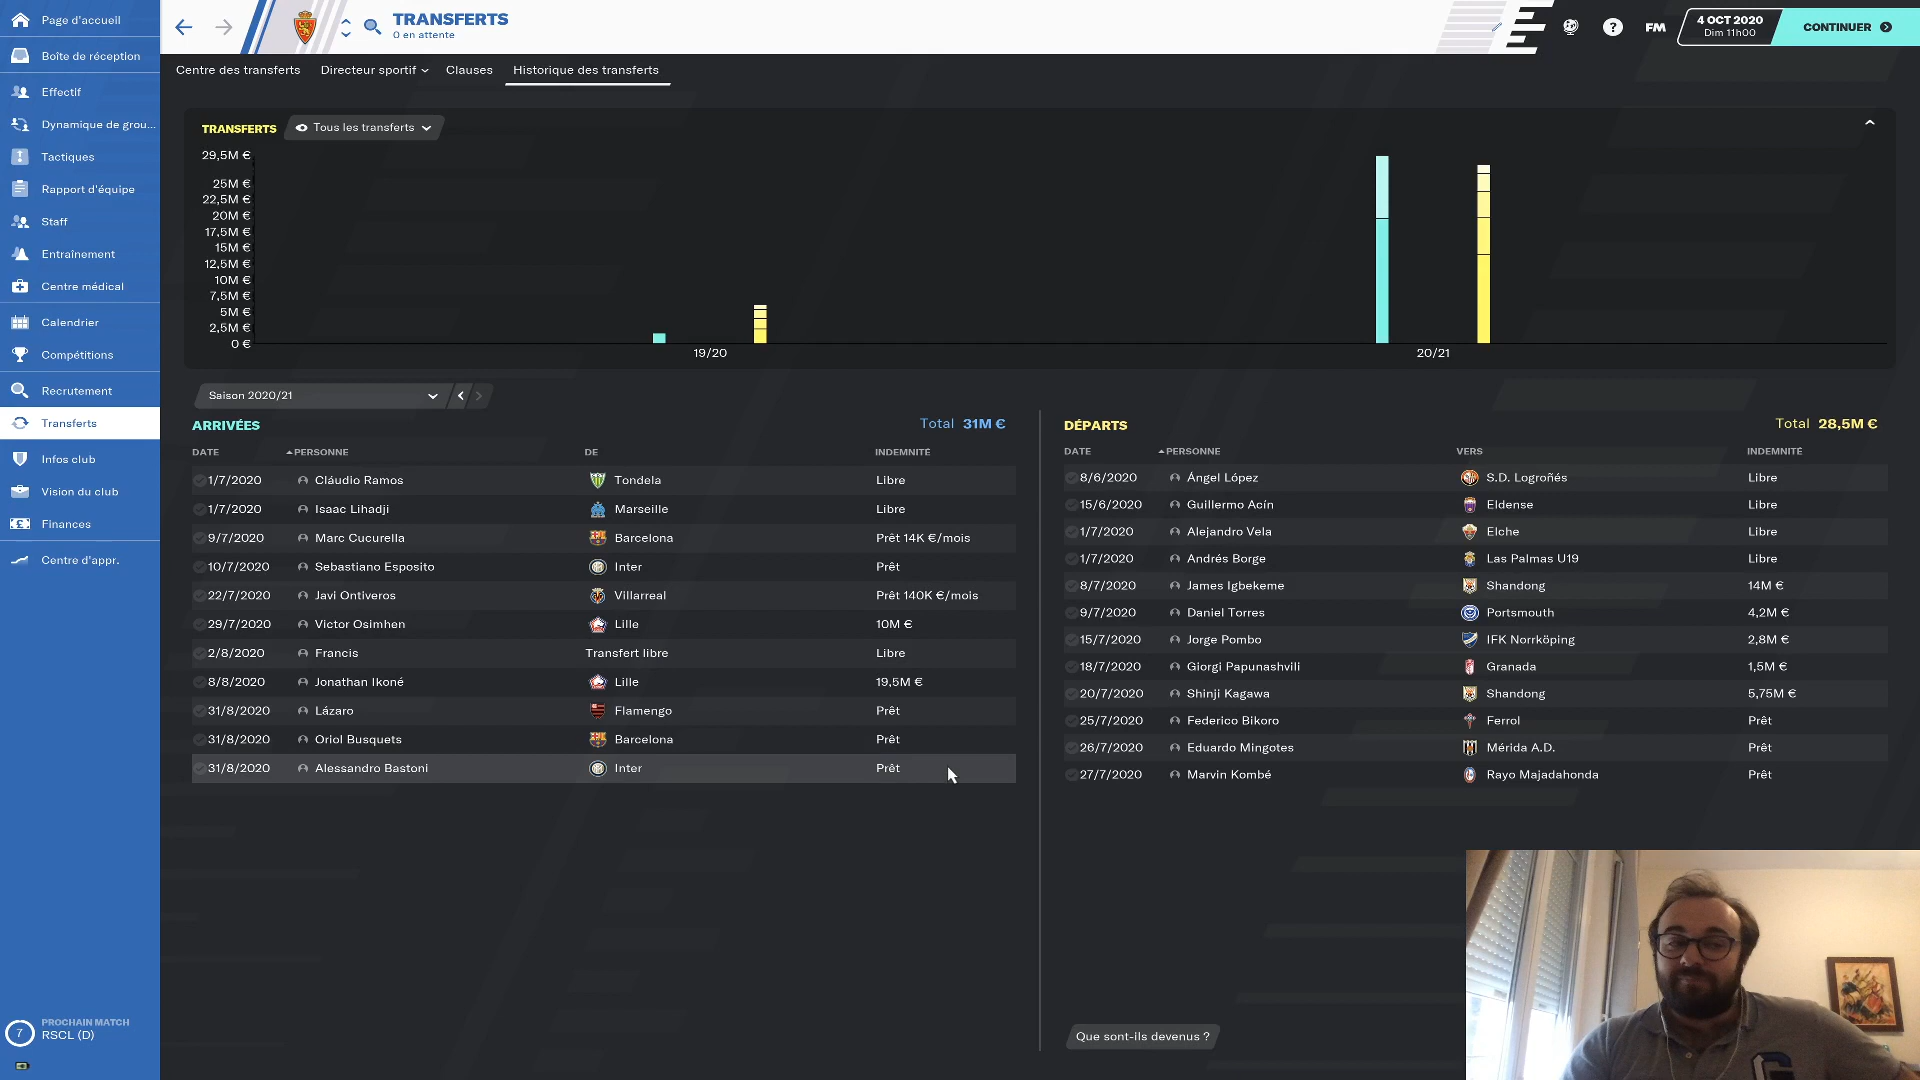 Page d'accueil
Boîte de réception
Effectif
Dynamique de grou...
Tactiques
Rapport d'équipe
Staff
Entraînement
Centre médical
Calendrier
Compétitions
Recrutement
Transferts
Infos club
Vision du club
Finances
Centre d'appr.
7
PROCHAIN MATCH
RSCL (D)
TRANSFERTS
0 en attente
?
FM
4 OCT 2020
Dim 11h00
CONTINUER
Centre des transferts Directeur sportif Clauses Historique des transferts
TRANSFERTS Tous les transferts
29,5M €
25M €
22,5M €
20M €
17,5M €
15M €
12,5M €
10M €
7,5M €
5M €
2,5M €
0 €
19/20 20/21
Saison 2020/21
ARRIVÉES Total 31M €
DATE PERSONNE DE INDEMNITÉ
1/7/2020 Cláudio Ramos Tondela Libre
1/7/2020 Isaac Lihadji Marseille Libre
9/7/2020 Marc Cucurella Barcelona Prêt 14K €/mois
10/7/2020 Sebastiano Esposito Inter Prêt
22/7/2020 Javi Ontiveros Villarreal Prêt 140K €/mois
29/7/2020 Victor Osimhen Lille 10M €
2/8/2020 Francis Transfert libre Libre
8/8/2020 Jonathan Ikoné Lille 19,5M €
31/8/2020 Lázaro Flamengo Prêt
31/8/2020 Oriol Busquets Barcelona Prêt
31/8/2020 Alessandro Bastoni Inter Prêt
DÉPARTS Total 28,5M €
DATE PERSONNE VERS INDEMNITÉ
8/6/2020 Ángel López S.D. Logroñés Libre
15/6/2020 Guillermo Acín Eldense Libre
1/7/2020 Alejandro Vela Elche Libre
1/7/2020 Andrés Borge Las Palmas U19 Libre
8/7/2020 James Igbekeme Shandong 14M €
9/7/2020 Daniel Torres Portsmouth 4,2M €
15/7/2020 Jorge Pombo IFK Norrköping 2,8M €
18/7/2020 Giorgi Papunashvili Granada 1,5M €
20/7/2020 Shinji Kagawa Shandong 5,75M €
25/7/2020 Federico Bikoro Ferrol Prêt
26/7/2020 Eduardo Mingotes Mérida A.D. Prêt
27/7/2020 Marvin Kombé Rayo Majadahonda Prêt
Que sont-ils devenus ?